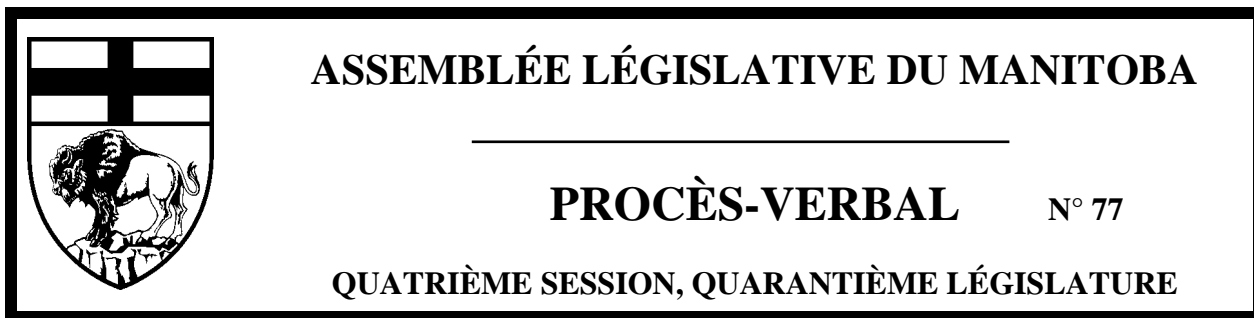 ASSEMBLÉE LÉGISLATIVE DU MANITOBA
PROCÈS-VERBAL N° 77
QUATRIÈME SESSION, QUARANTIÈME LÉGISLATURE